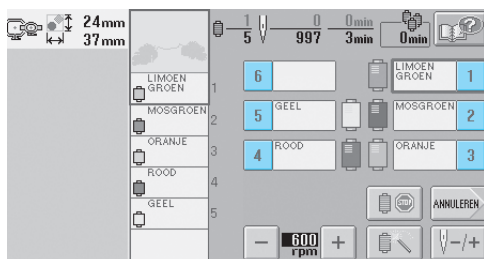 24mm
37mm
1
5
0
997
0min
3min
0min
LIMOEN
GROEN
1
MOSGROEN
2
ORANJE
3
ROOD
4
GEEL
5
6
LIMOEN
GROEN
1
5
GEEL
MOSGROEN
2
4
ROOD
ORANJE
3
STOP
ANNULEREN
-
600
rpm
+
-/+